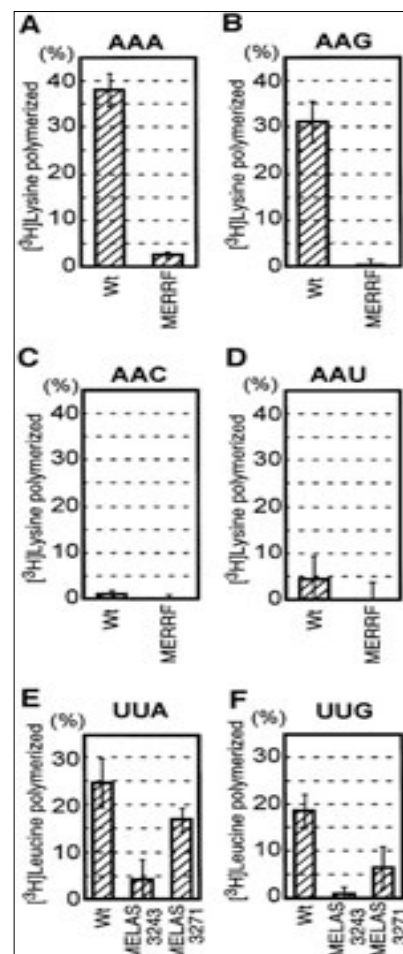 A AAA
(%)
[³H]Lysine polymerized
40
30
20
10
0
Wt
MERRF
B AAG
(%)
[³H]Lysine polymerized
40
30
20
10
0
Wt
MERRF
C AAC
(%)
[³H]Lysine polymerized
40
30
20
10
0
Wt
MERRF
D AAU
(%)
[³H]Lysine polymerized
40
30
20
10
0
Wt
MERRF
E UUA
(%)
[³H]Leucine polymerized
30
20
10
0
Wt
MELAS
3243
MELAS
3271
F UUG
(%)
[³H]Leucine polymerized
30
20
10
0
Wt
MELAS
3243
MELAS
3271